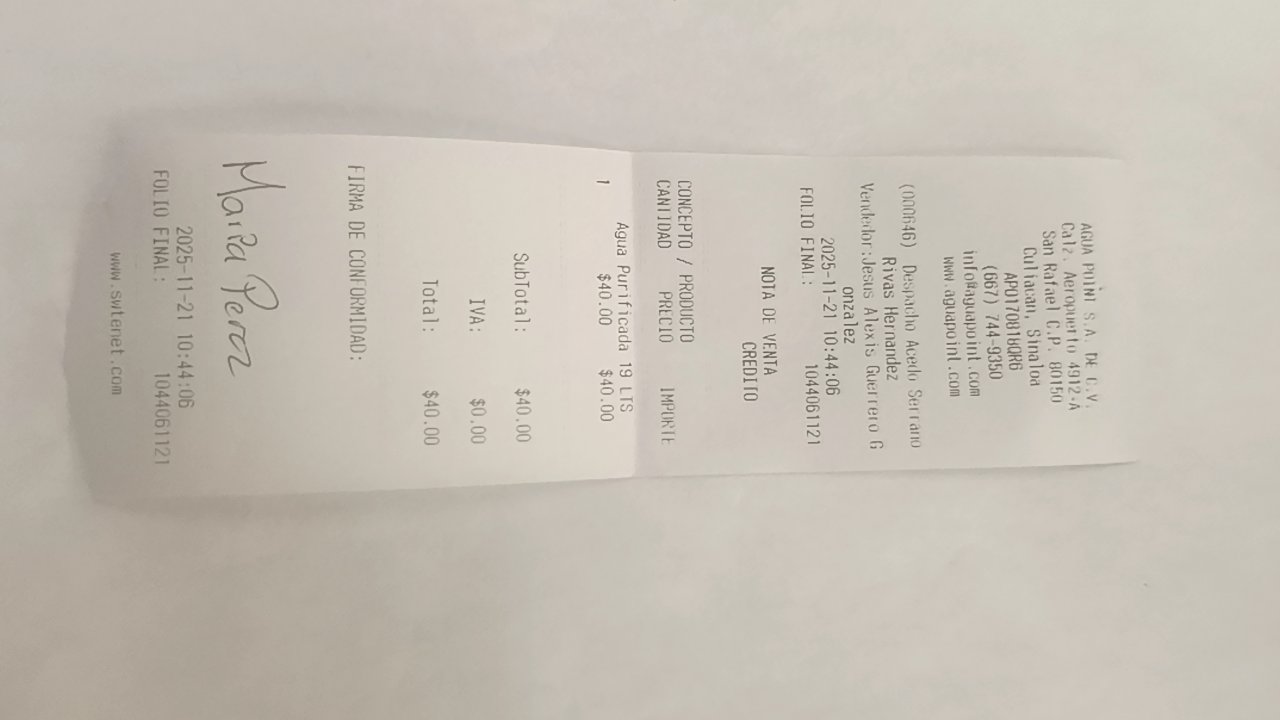 AGUA POINT S.A. DE C.V.
Calz. Aeropuerto 4912-A
San Rafael C.P. 80150
Culiacan, Sinaloa
APO170818QR6
(667) 744-9350
info@aguapoint.com
www.aguapoint.com
(000646) Despacho Acedo Serrano
Rivas Hernandez
Vendedor:Jesus Alexis Guerrero G
onzalez
2025-11-21 10:44:06
FOLIO FINAL: 1044061121
NOTA DE VENTA
CREDITO
CONCEPTO / PRODUCTO
CANTIDAD PRECIO IMPORTE
Agua Purificada 19 LTS
1 $40.00 $40.00
SubTotal: $40.00
IVA: $0.00
Total: $40.00
FIRMA DE CONFORMIDAD:
Maria Perez
2025-11-21 10:44:06
FOLIO FINAL: 1044061121
www.swtenet.com